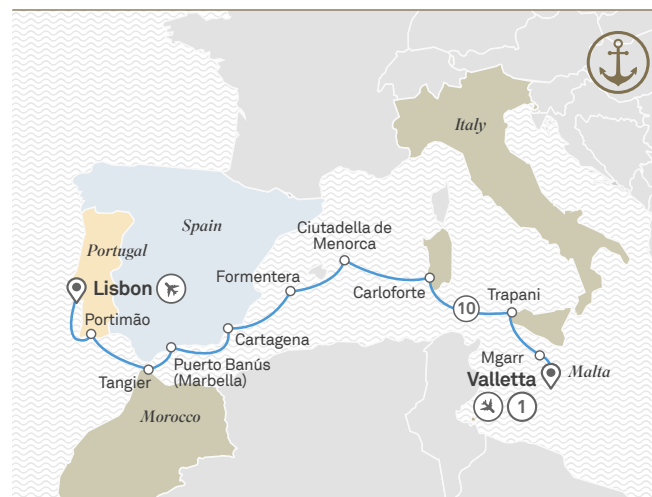 Italy
Spain
Ciutadella de
Menorca
Portugal
Formentera
Lisbon
Carloforte
Trapani
10
Portimão
Cartagena
Mgarr
Puerto Banús
(Marbella)
Tangier
Valletta
Malta
1
Morocco